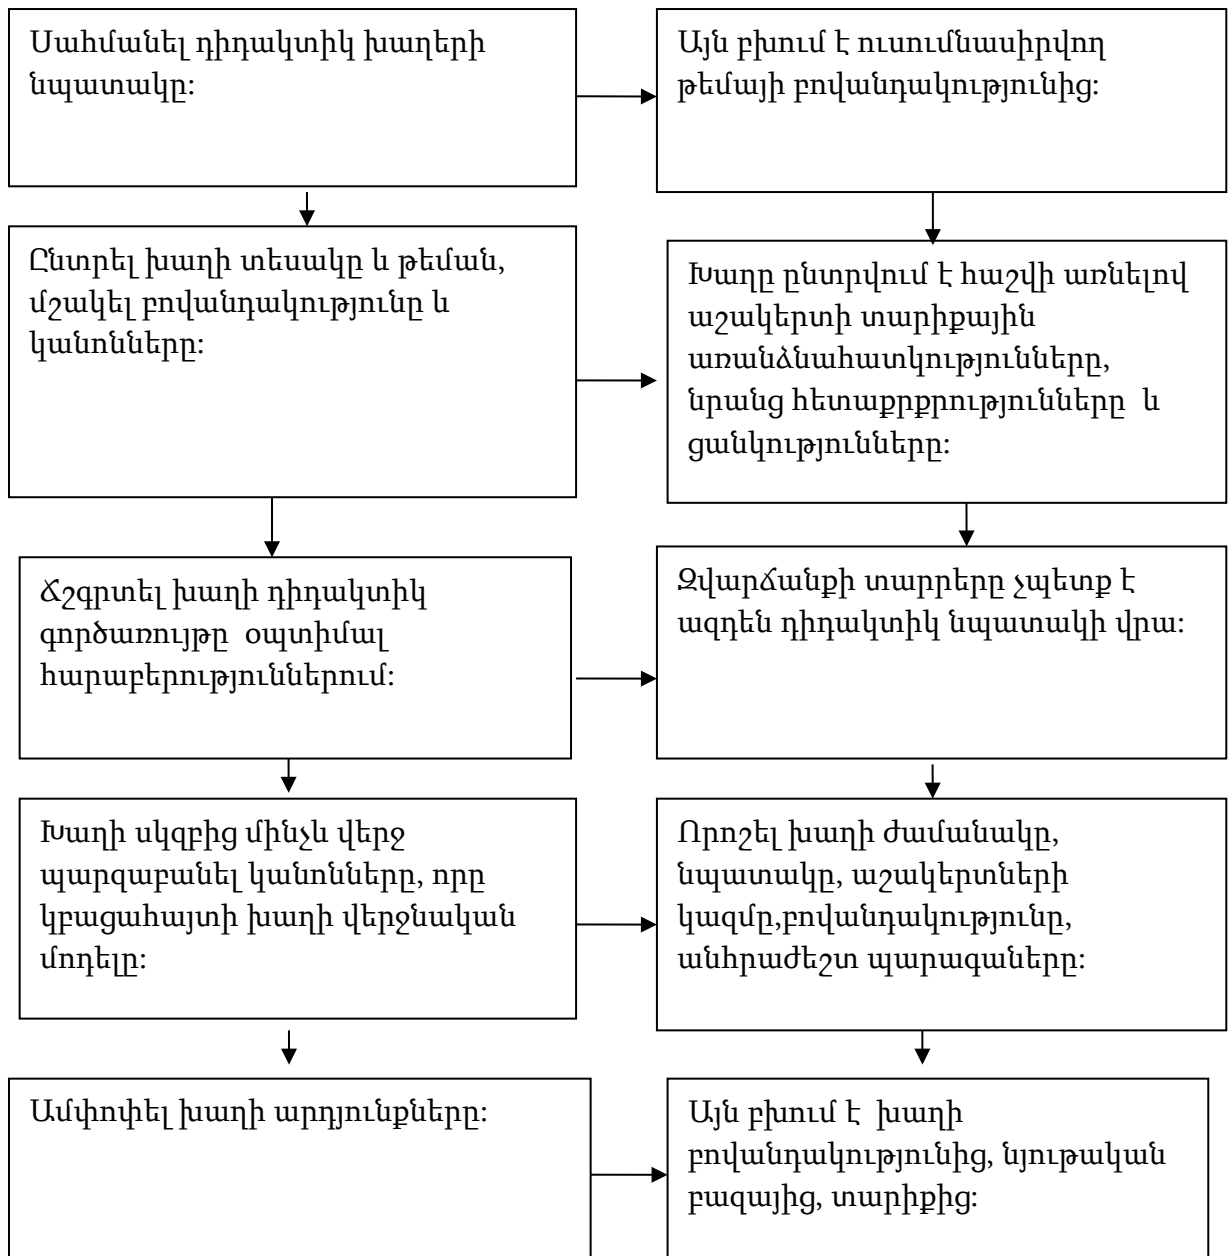 Սահմանել դիդակտիկ խաղերի
նպատակը։
Այն բխում է ուսումնասիրվող
թեմայի բովանդակությունից։
Ընտրել խաղի տեսակը և թեման,
մշակել բովանդակությունը և
կանոնները։
Խաղը ընտրվում է հաշվի առնելով
աշակերտի տարիքային
առանձնահատկությունները,
նրանց հետաքրքրությունները և
ցանկությունները։
Ճշգրտել խաղի դիդակտիկ
գործառույթը օպտիմալ
հարաբերություններում։
Զվարճանքի տարրերը չպետք է
ազդեն դիդակտիկ նպատակի վրա։
Խաղի սկզբից մինչև վերջ
պարզաբանել կանոնները, որը
կբացահայտի խաղի վերջնական
մոդելը։
Որոշել խաղի ժամանակը,
նպատակը, աշակերտների
կազմը,բովանդակությունը,
անհրաժեշտ պարագաները։
Ամփոփել խաղի արդյունքները։
Այն բխում է խաղի
բովանդակությունից, նյութական
բազայից, տարիքից։